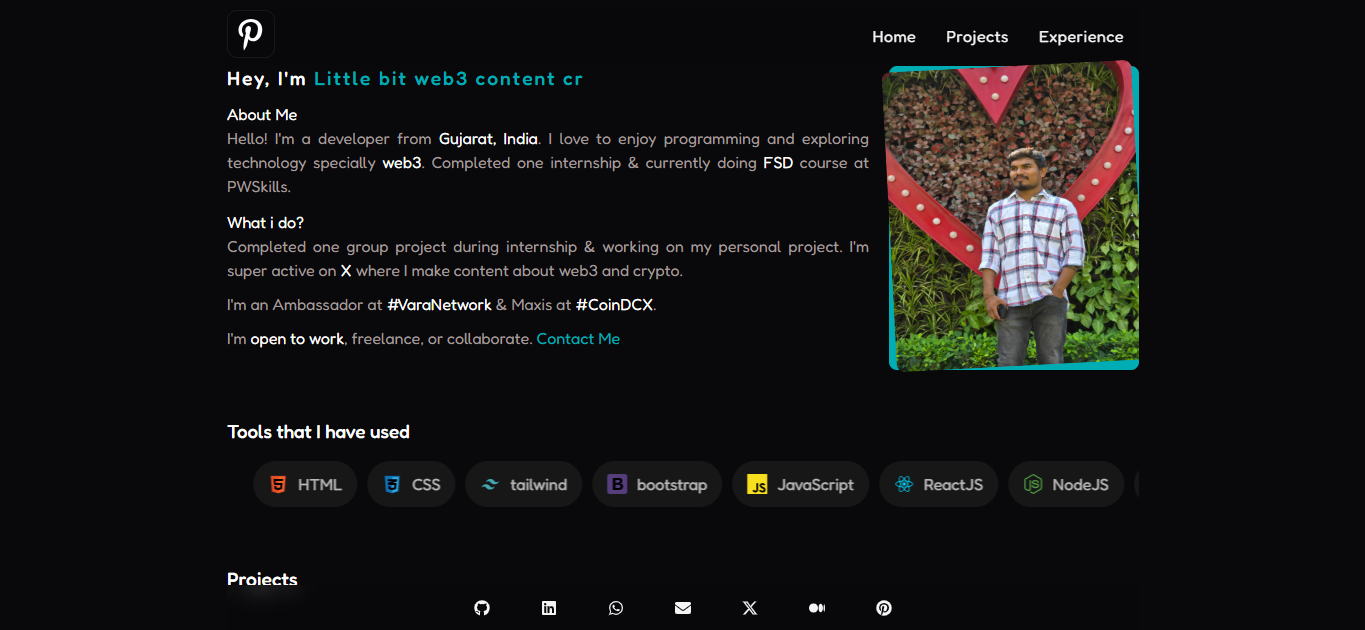 Home Projects Experience
Hey, I'm Little bit web3 content cr
About Me
Hello! I'm a developer from Gujarat, India. I love to enjoy programming and exploring
technology specially web3. Completed one internship & currently doing FSD course at
PWSkills.
What i do?
Completed one group project during internship & working on my personal project. I'm
super active on X where I make content about web3 and crypto.
I'm an Ambassador at #VaraNetwork & Maxis at #CoinDCX.
I'm open to work, freelance, or collaborate. Contact Me
Tools that I have used
HTML CSS tailwind B bootstrap JS JavaScript ReactJS JS NodeJS
Projects